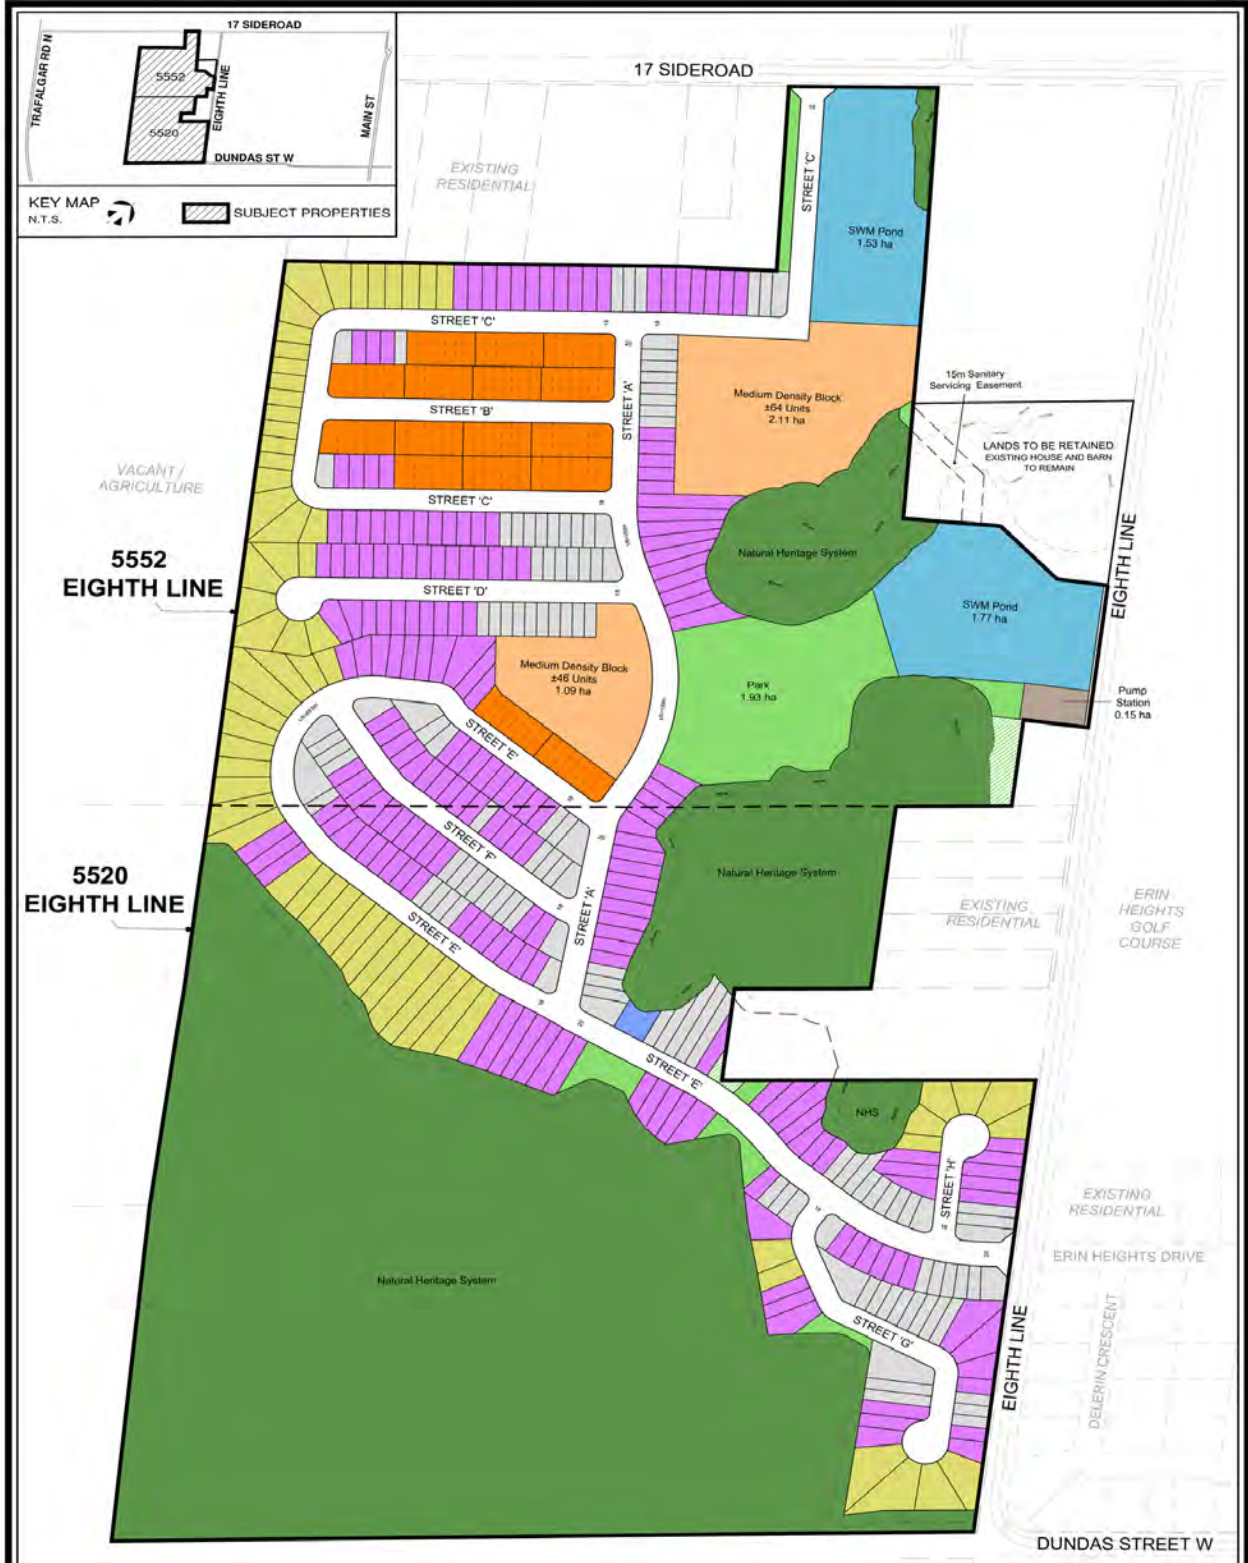 17 SIDEROAD
TRAFALGAR RD N
5552
EIGHTH LINE
MAIN ST
5520
DUNDAS ST W
KEY MAP
N.T.S.
SUBJECT PROPERTIES
17 SIDEROAD
EXISTING
RESIDENTIAL
STREET 'C'
SWM Pond
1.53 ha
STREET 'C'
STREET 'A'
STREET 'B'
Medium Density Block
±64 Units
2.11 ha
15m Sanitary
Servicing Easement
LANDS TO BE RETAINED
EXISTING HOUSE AND BARN
TO REMAIN
VACANT /
AGRICULTURE
STREET 'C'
5552
EIGHTH LINE
Natural Heritage System
EIGHTH LINE
STREET 'D'
SWM Pond
1.77 ha
Medium Density Block
±46 Units
1.09 ha
Park
1.93 ha
Pump
Station
0.15 ha
STREET 'E'
STREET 'F'
5520
EIGHTH LINE
Natural Heritage System
EXISTING
RESIDENTIAL
ERIN
HEIGHTS
GOLF
COURSE
STREET 'A'
STREET 'E'
STREET 'E'
NHS
STREET 'H'
EXISTING
RESIDENTIAL
ERIN HEIGHTS DRIVE
Natural Heritage System
STREET 'G'
EIGHTH LINE
DELERIN CRESCENT
DUNDAS STREET W